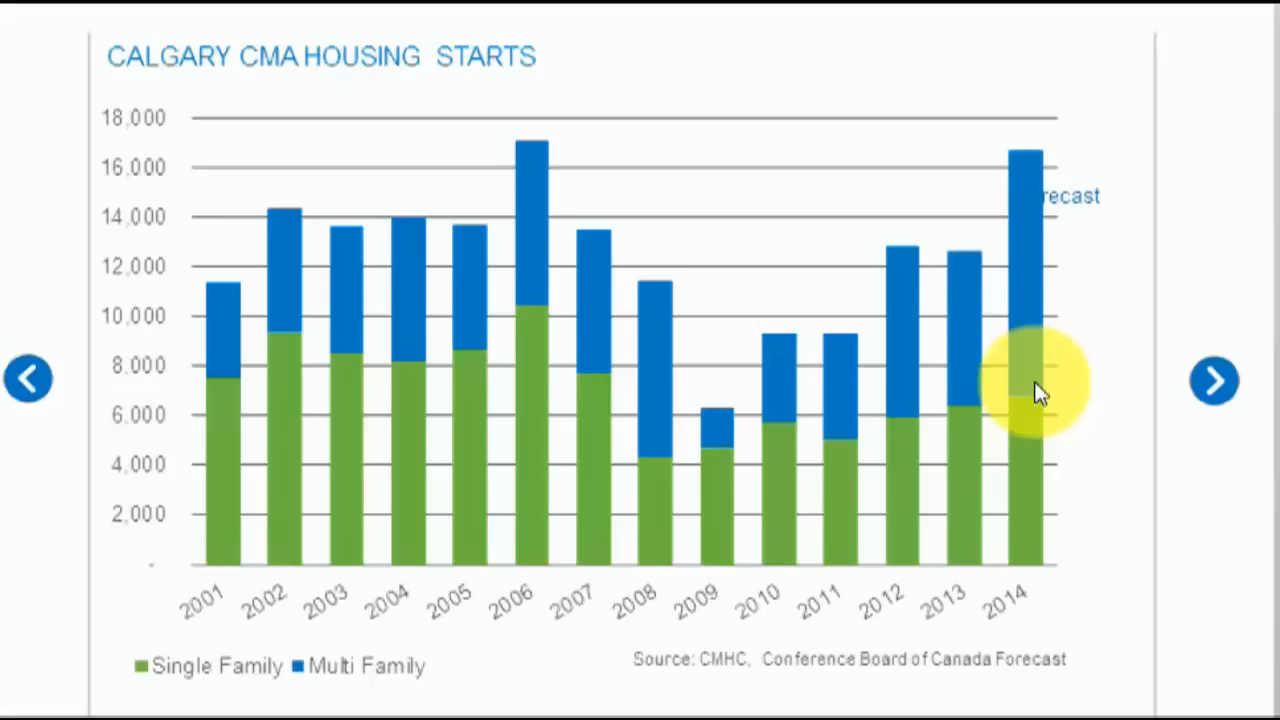 CALGARY CMA HOUSING STARTS
18,000
16,000
recast
14,000
12,000
10,000
8,000
6,000
4,000
2,000
-
2001 2002 2003 2004 2005 2006 2007 2008 2009 2010 2011 2012 2013 2014
Single Family Multi Family
Source: CMHC, Conference Board of Canada Forecast